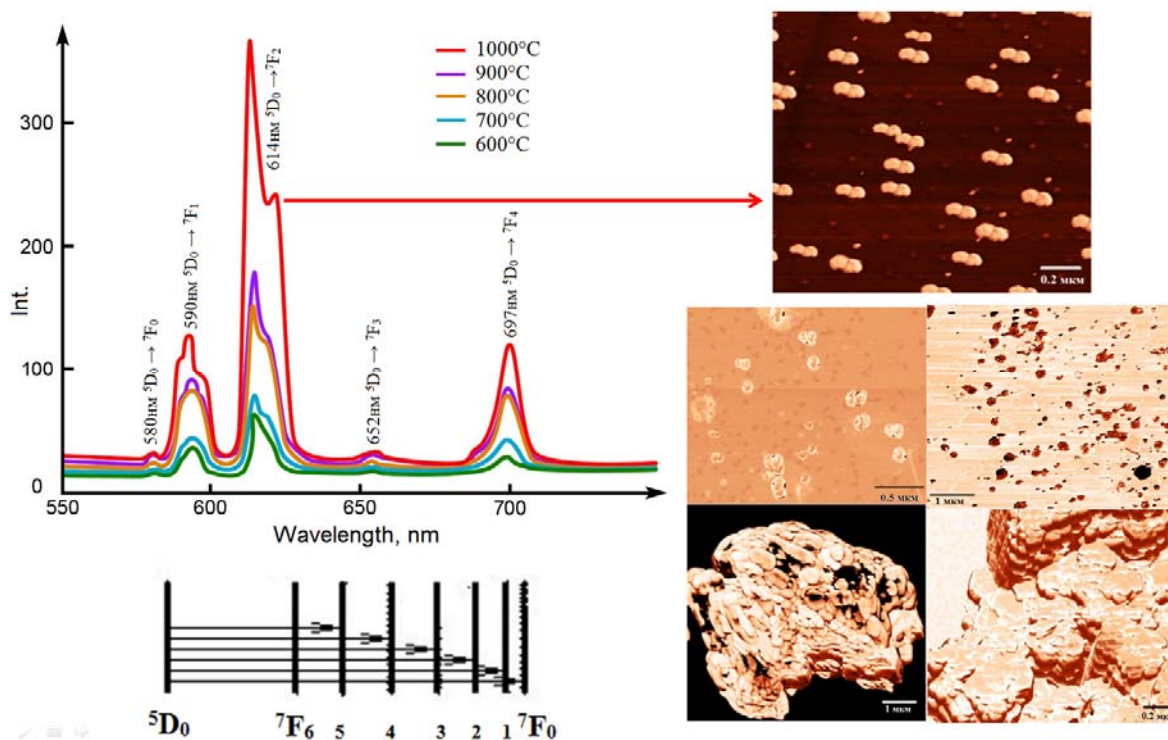 1000°C
900°C
800°C
700°C
600°C
300
200
100
0
Int.
580нм ⁵D₀ → ⁷F₀
590нм ⁵D₀ → ⁷F₁
614нм ⁵D₀ → ⁷F₂
652нм ⁵D₀ → ⁷F₃
697нм ⁵D₀ → ⁷F₄
550
600
650
700
Wavelength, nm
0.2 мкм
0.5 мкм
1 мкм
1 мкм
0.2 мкм
⁵D₀ ⁷F₆ 5 4 3 2 1 ⁷F₀